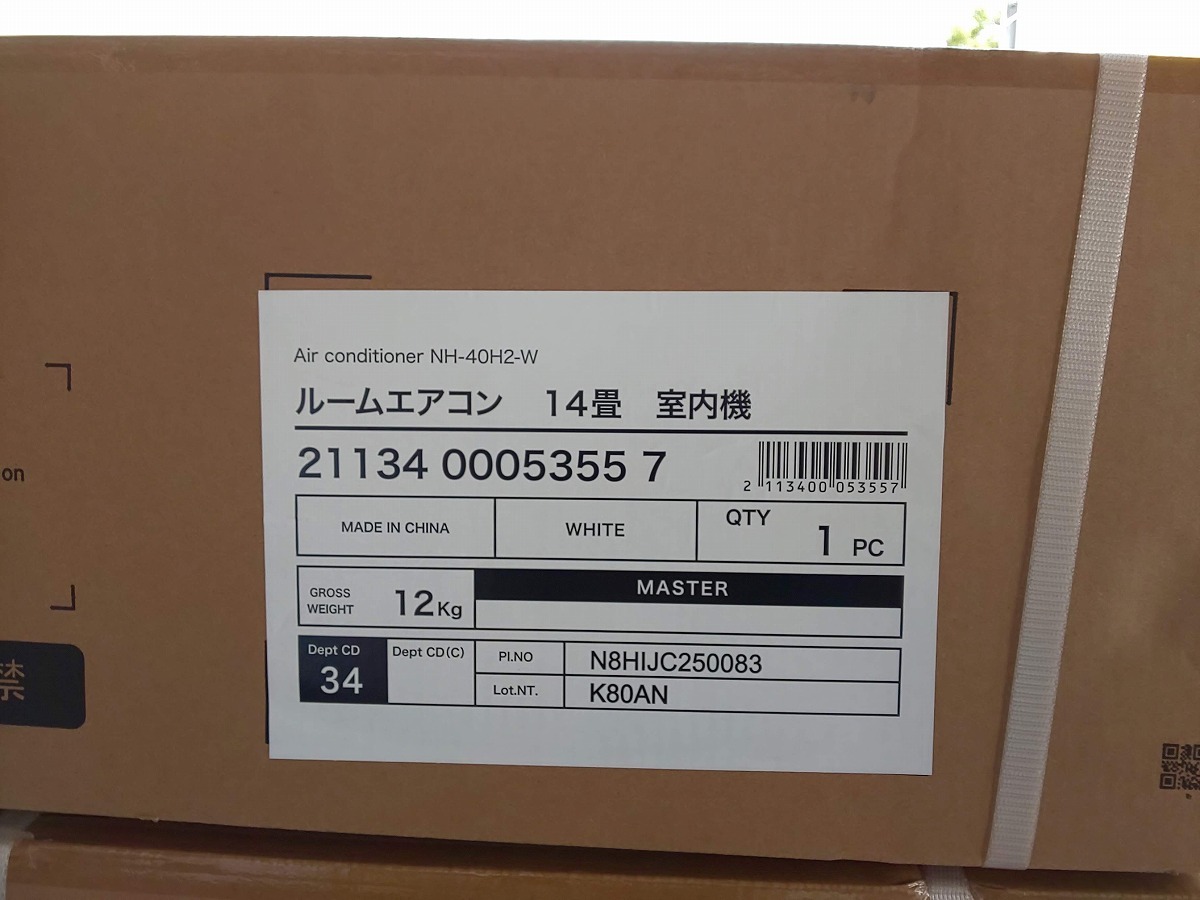 Air conditioner NH-40H2-W
ルームエアコン　14畳　室内機
21134 0005355 7
2 113400 053557
MADE IN CHINA
WHITE
QTY
1 PC
GROSS WEIGHT 12Kg
MASTER
Dept CD
34
Dept CD(C)
PI.NO
N8HIJC250083
Lot.NT.
K80AN
on
禁